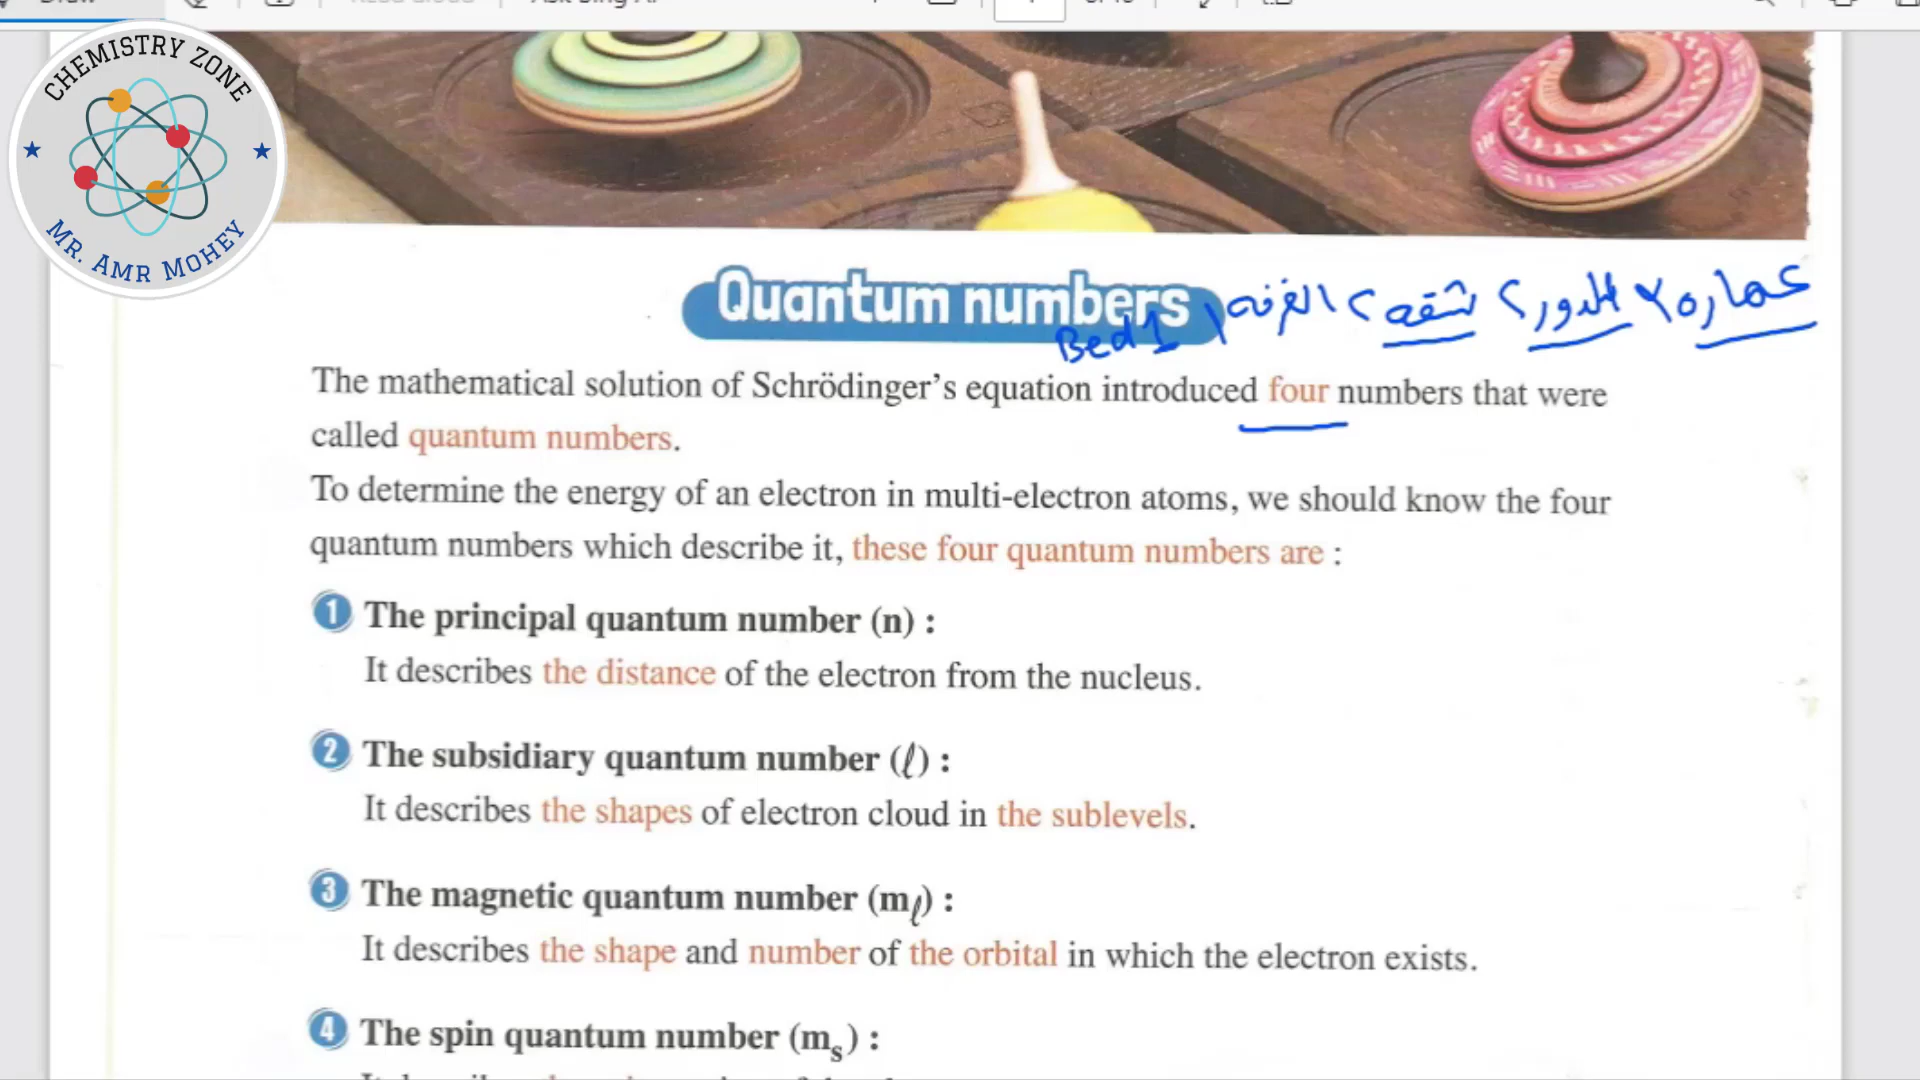 CHEMISTRY ZONE
MR. AMR MOHEY
Quantum numbers
عماره ٧ الدور ٢ شقه ٢ الغرفه ١
Bed 1
The mathematical solution of Schrödinger's equation introduced four numbers that were
called quantum numbers.
To determine the energy of an electron in multi-electron atoms, we should know the four
quantum numbers which describe it, these four quantum numbers are :
1 The principal quantum number (n) :
It describes the distance of the electron from the nucleus.
2 The subsidiary quantum number (ℓ) :
It describes the shapes of electron cloud in the sublevels.
3 The magnetic quantum number (mℓ) :
It describes the shape and number of the orbital in which the electron exists.
4 The spin quantum number (ms) :